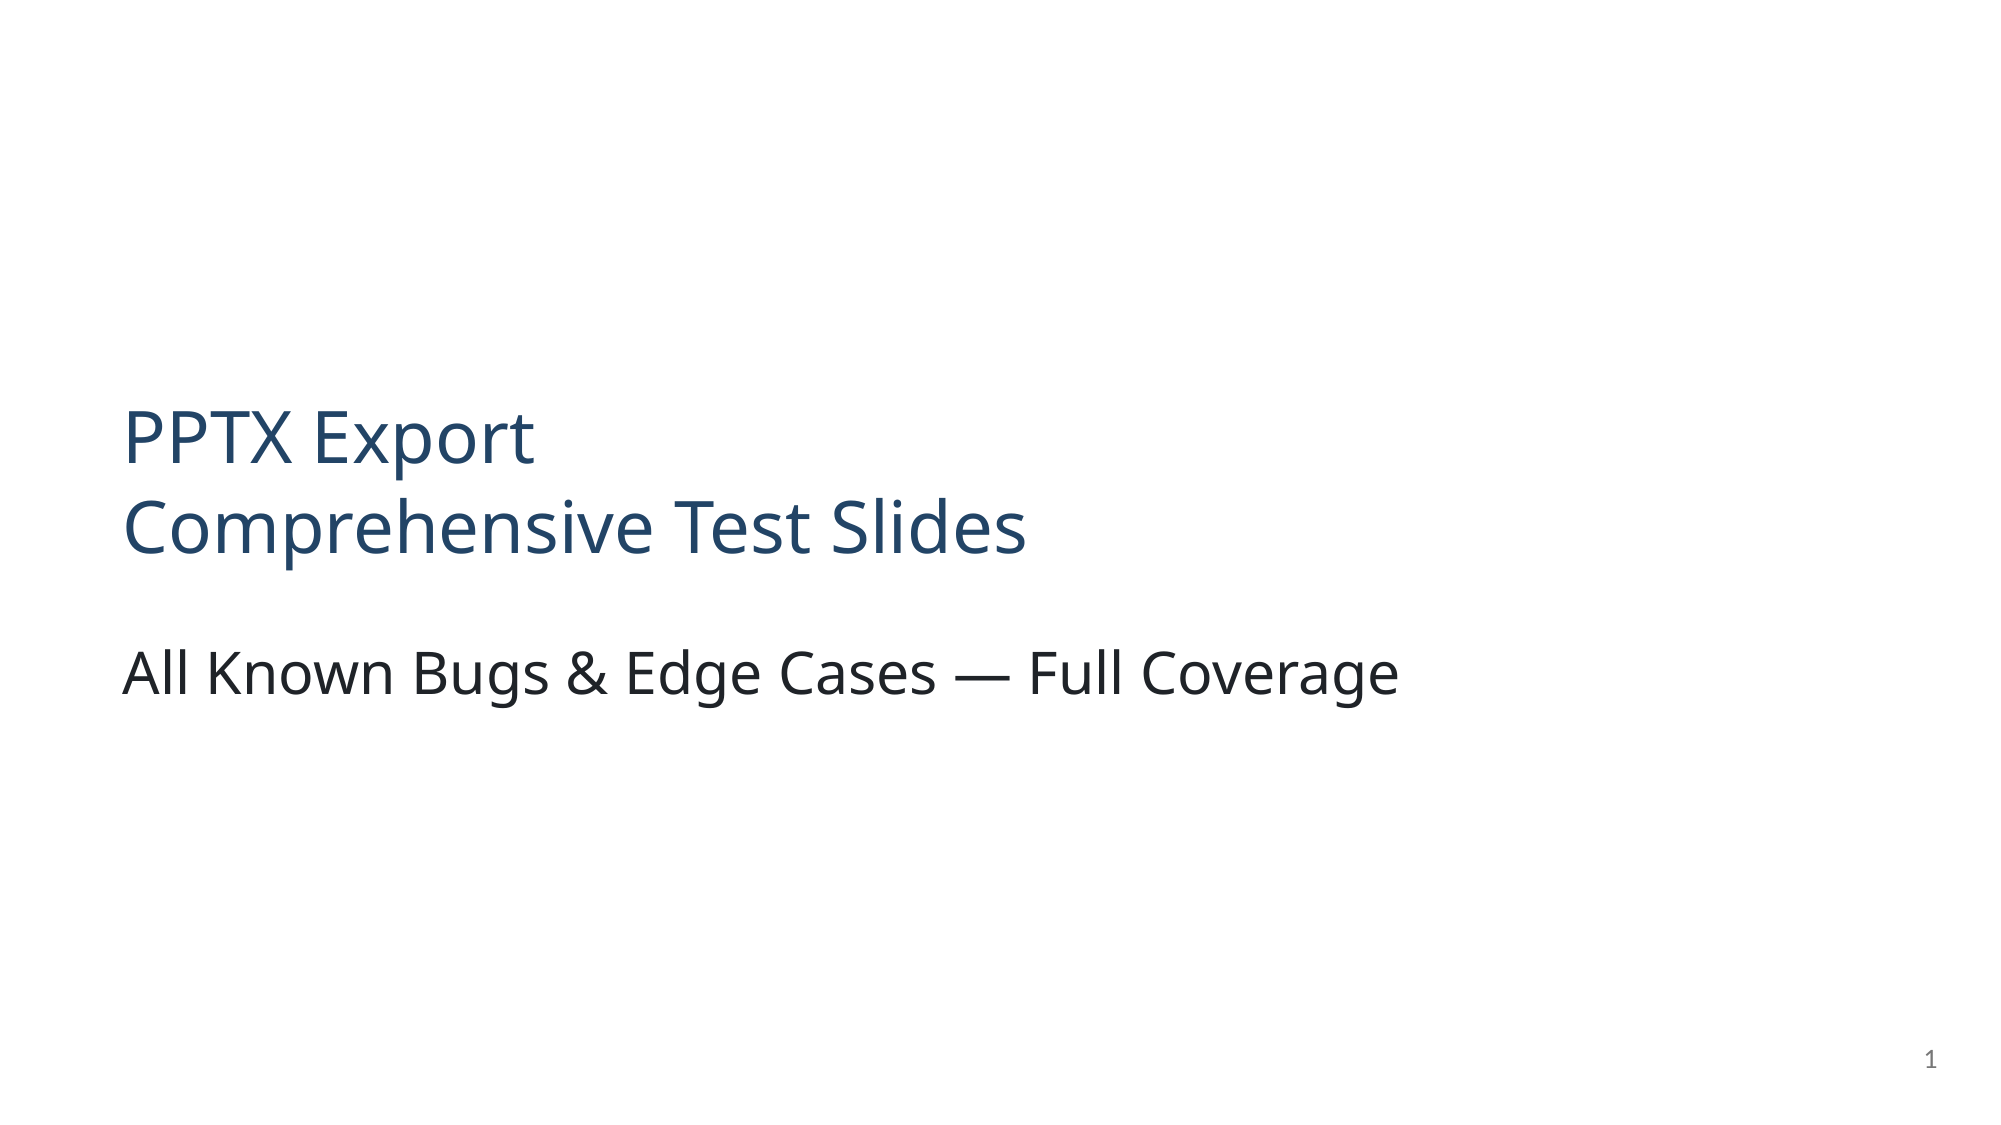 PPTX Export
Comprehensive Test Slides
All Known Bugs & Edge Cases — Full Coverage
1